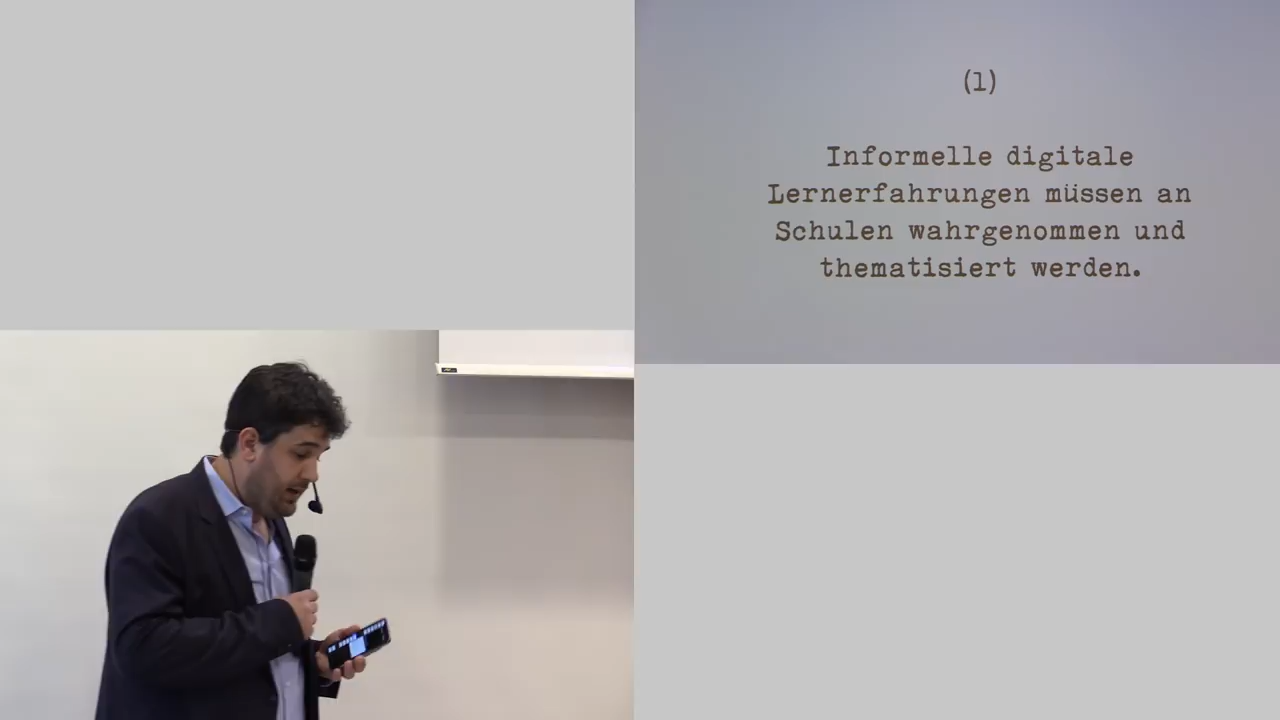 (1)
Informelle digitale
Lernerfahrungen müssen an
Schulen wahrgenommen und
thematisiert werden.